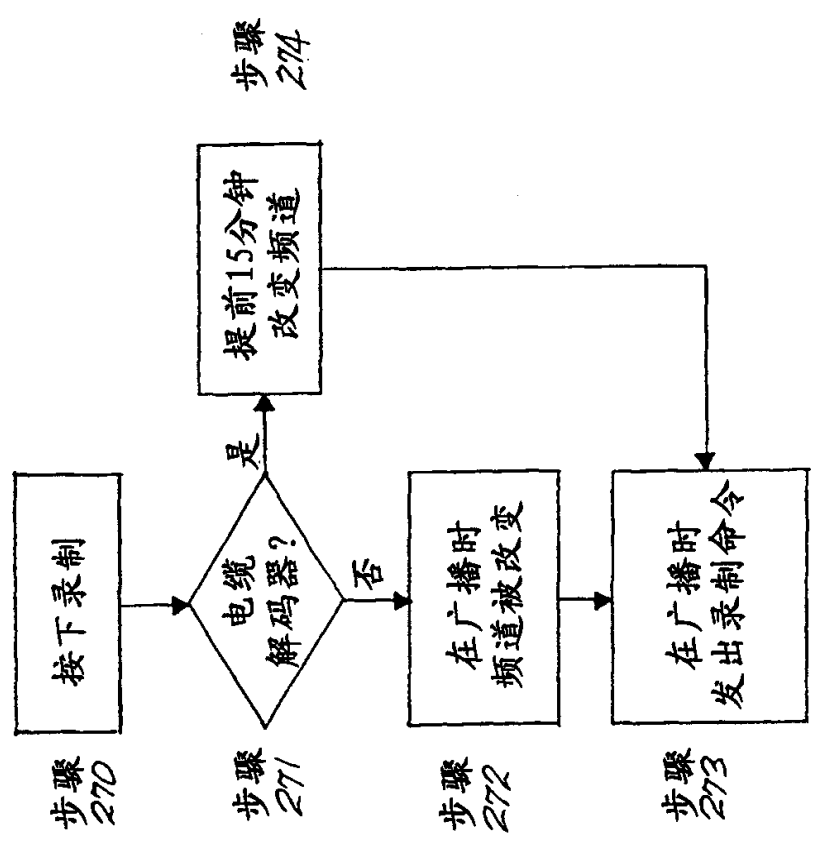 步骤
270
按下录制
步骤
271
电缆
解码器?
是
否
步骤
274
提前15分钟
改变频道
步骤
272
在广播时
频道被改变
步骤
273
在广播时
发出录制命令